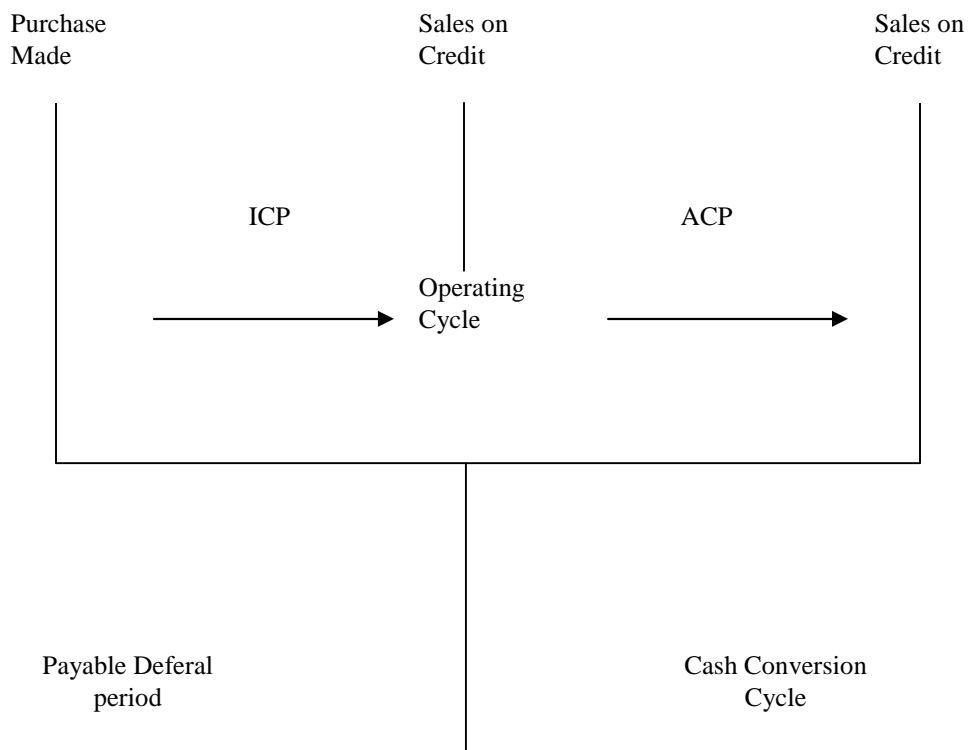 Purchase
Made
Sales on
Credit
Sales on
Credit
ICP
ACP
Operating
Cycle
Payable Deferal
period
Cash Conversion
Cycle